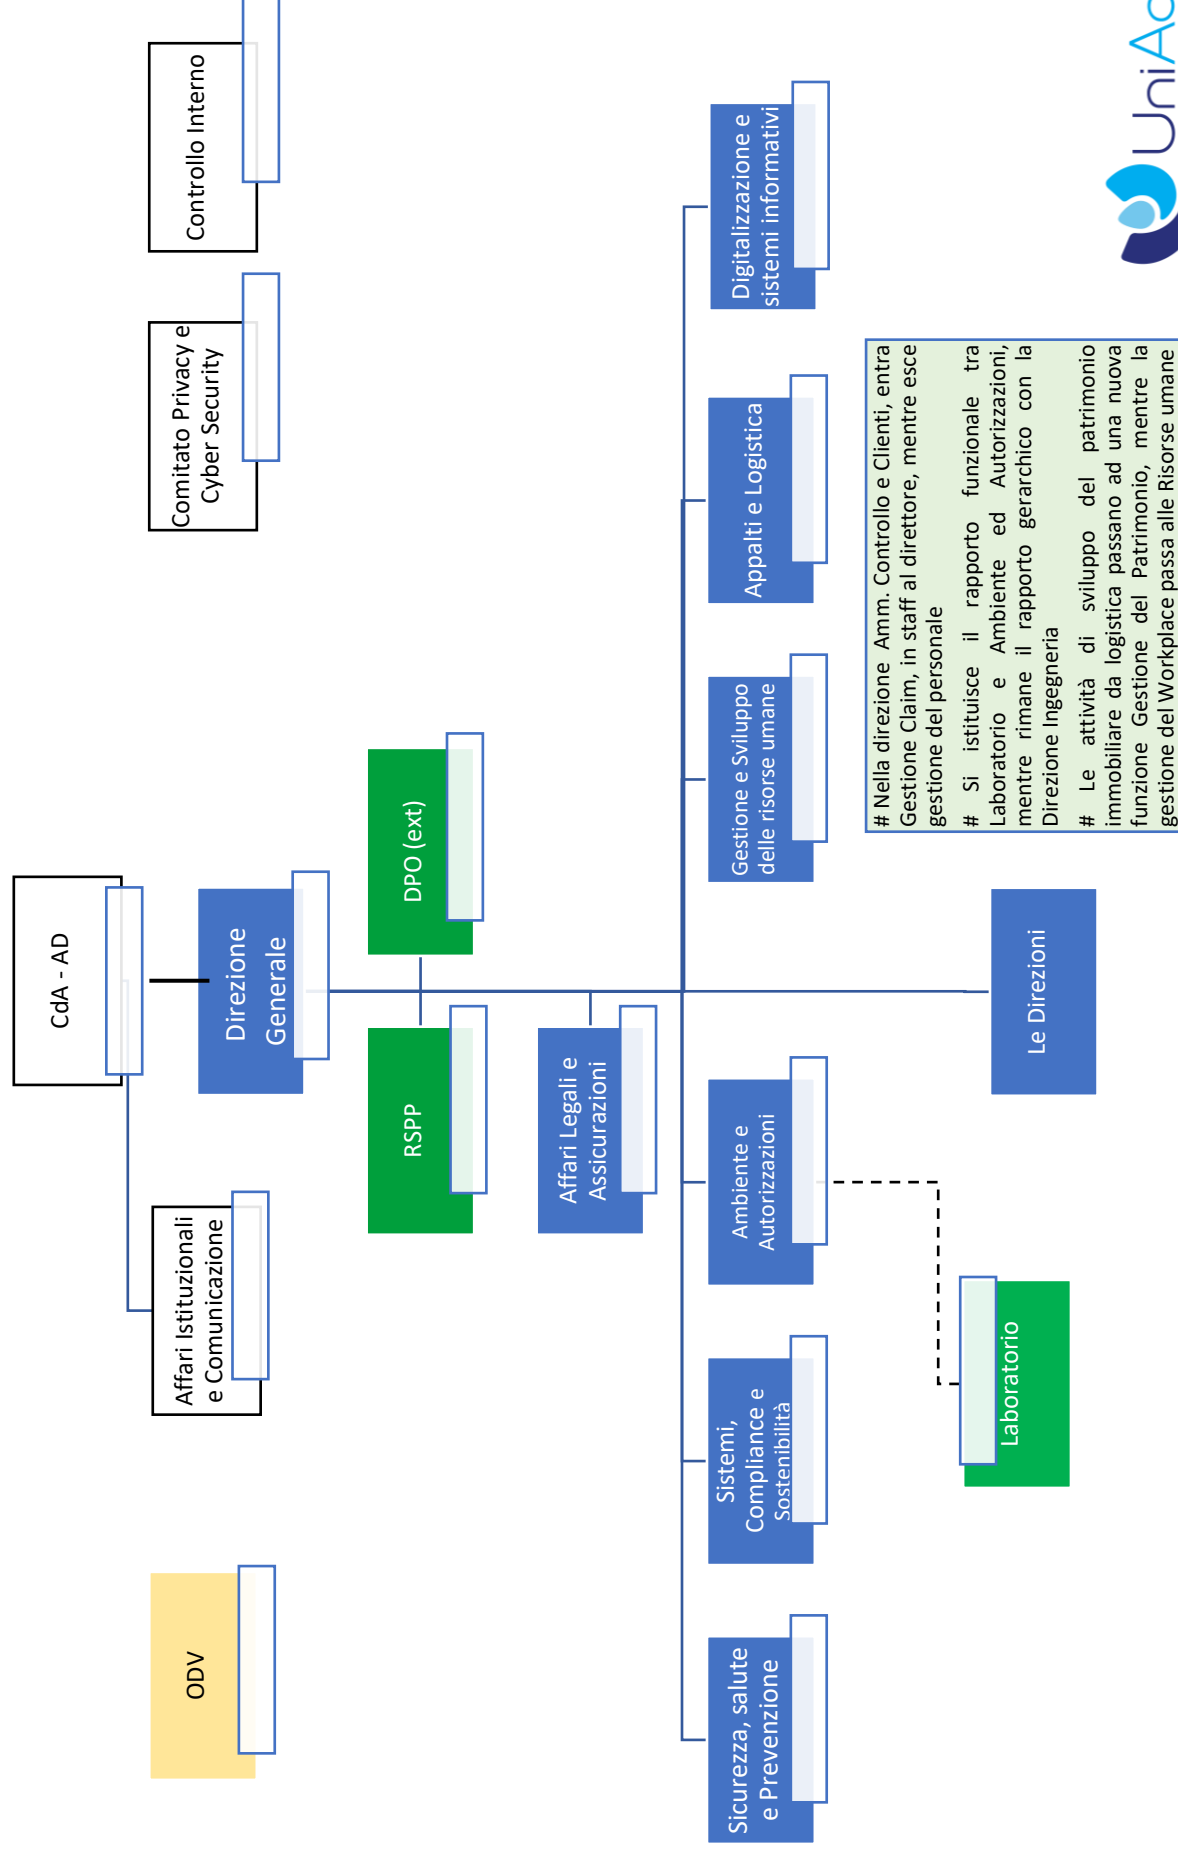 CdA - AD
ODV
Affari Istituzionali
e Comunicazione
Comitato Privacy e
Cyber Security
Controllo Interno
Direzione
Generale
RSPP
DPO (ext)
Affari Legali e
Assicurazioni
Sicurezza, salute
e Prevenzione
Sistemi,
Compliance e
Sostenibilità
Ambiente e
Autorizzazioni
Gestione e Sviluppo
delle risorse umane
Appalti e Logistica
Digitalizzazione e
sistemi informativi
Laboratorio
Le Direzioni
# Nella direzione Amm. Controllo e Clienti, entra
Gestione Claim, in staff al direttore, mentre esce
gestione del personale
# Si istituisce il rapporto funzionale tra
Laboratorio e Ambiente ed Autorizzazioni,
mentre rimane il rapporto gerarchico con la
Direzione Ingegneria
# Le attività di sviluppo del patrimonio
immobiliare da logistica passano ad una nuova
funzione Gestione del Patrimonio, mentre la
gestione del Workplace passa alle Risorse umane